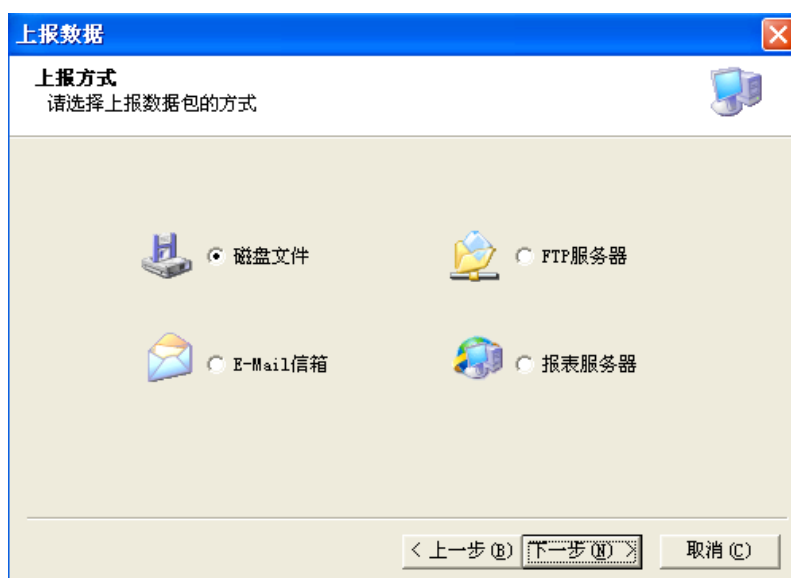 上报数据
上报方式
请选择上报数据包的方式
磁盘文件
FTP服务器
E-Mail信箱
报表服务器
< 上一步(B) 下一步(N) > 取消(C)